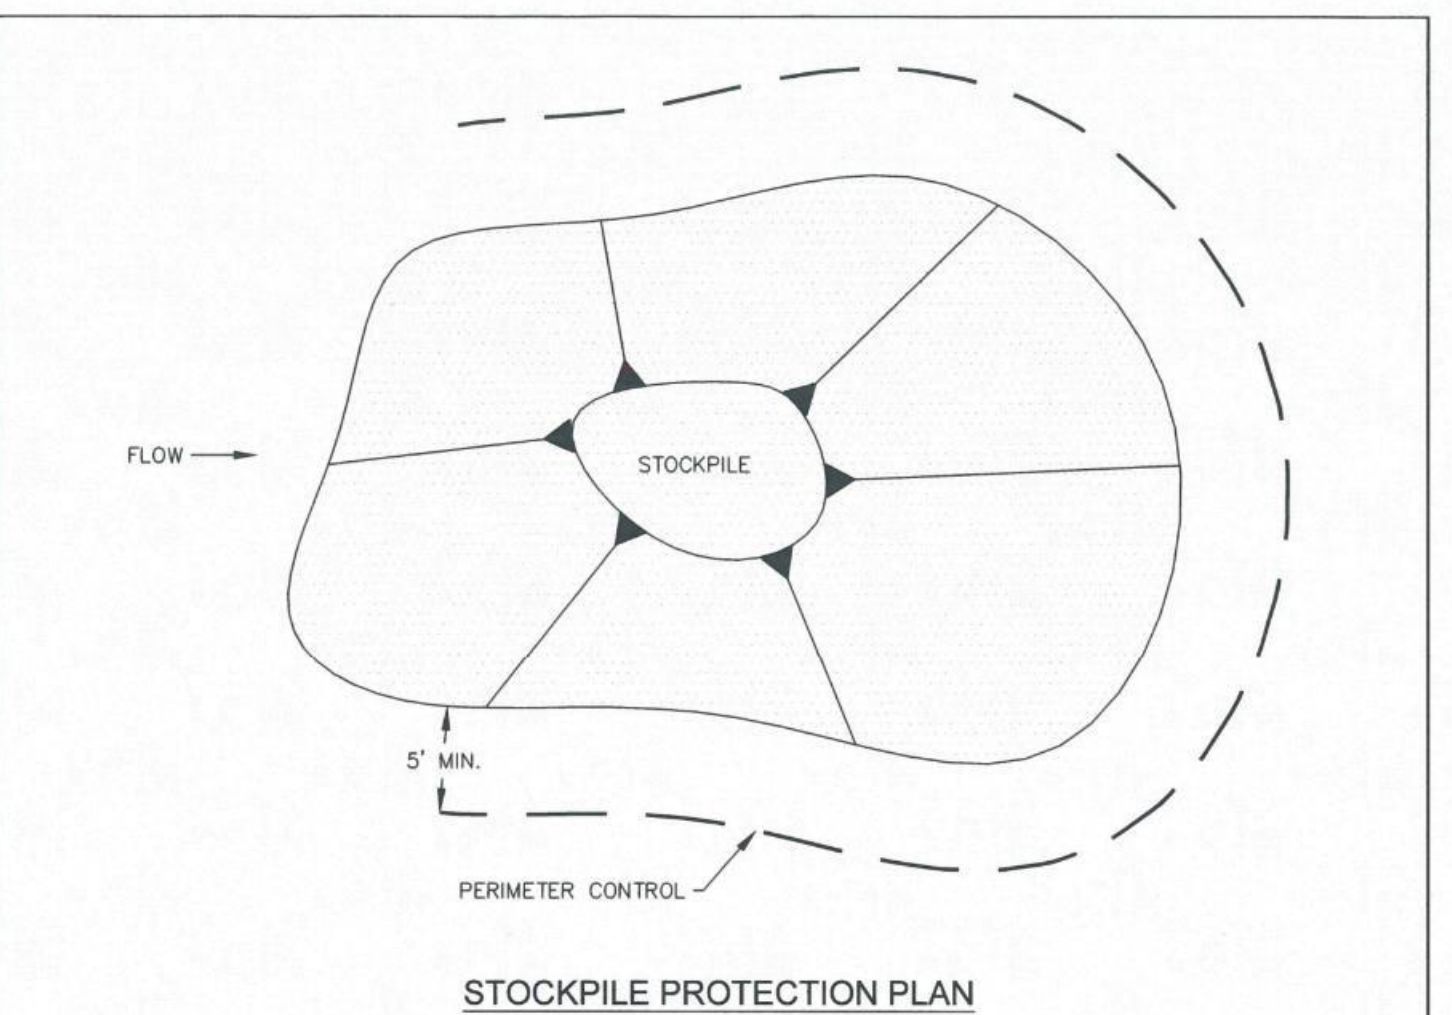 FLOW
STOCKPILE
5' MIN.
PERIMETER CONTROL
STOCKPILE PROTECTION PLAN